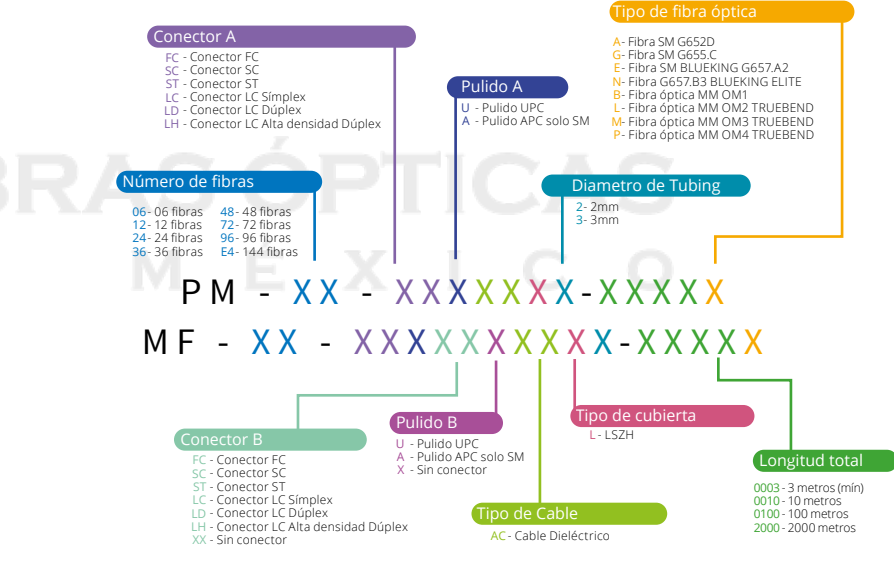 Tipo de fibra óptica
A - Fibra SM G652D
G - Fibra SM G655.C
E - Fibra SM BLUEKING G657.A2
N - Fibra G657.B3 BLUEKING ELITE
B - Fibra óptica MM OM1
L - Fibra óptica MM OM2 TRUEBEND
M - Fibra óptica MM OM3 TRUEBEND
P - Fibra óptica MM OM4 TRUEBEND
Conector A
FC - Conector FC
SC - Conector SC
ST - Conector ST
LC - Conector LC Símplex
LD - Conector LC Dúplex
LH - Conector LC Alta densidad Dúplex
Pulido A
U - Pulido UPC
A - Pulido APC solo SM
BRAS ÓPTICAS
MEXICO
Número de fibras
06 - 06 fibras 48 - 48 fibras
12 - 12 fibras 72 - 72 fibras
24 - 24 fibras 96 - 96 fibras
36 - 36 fibras E4 - 144 fibras
Diametro de Tubing
2 - 2mm
3 - 3mm
PM - XX - XXXXXXX-XXXXX
MF - XX - XXXXXXXXXX-XXXXX
Conector B
FC - Conector FC
SC - Conector SC
ST - Conector ST
LC - Conector LC Símplex
LD - Conector LC Dúplex
LH - Conector LC Alta densidad Dúplex
XX - Sin conector
Pulido B
U - Pulido UPC
A - Pulido APC solo SM
X - Sin conector
Tipo de cubierta
L - LSZH
Tipo de Cable
AC - Cable Dieléctrico
Longitud total
0003 - 3 metros (mín)
0010 - 10 metros
0100 - 100 metros
2000 - 2000 metros